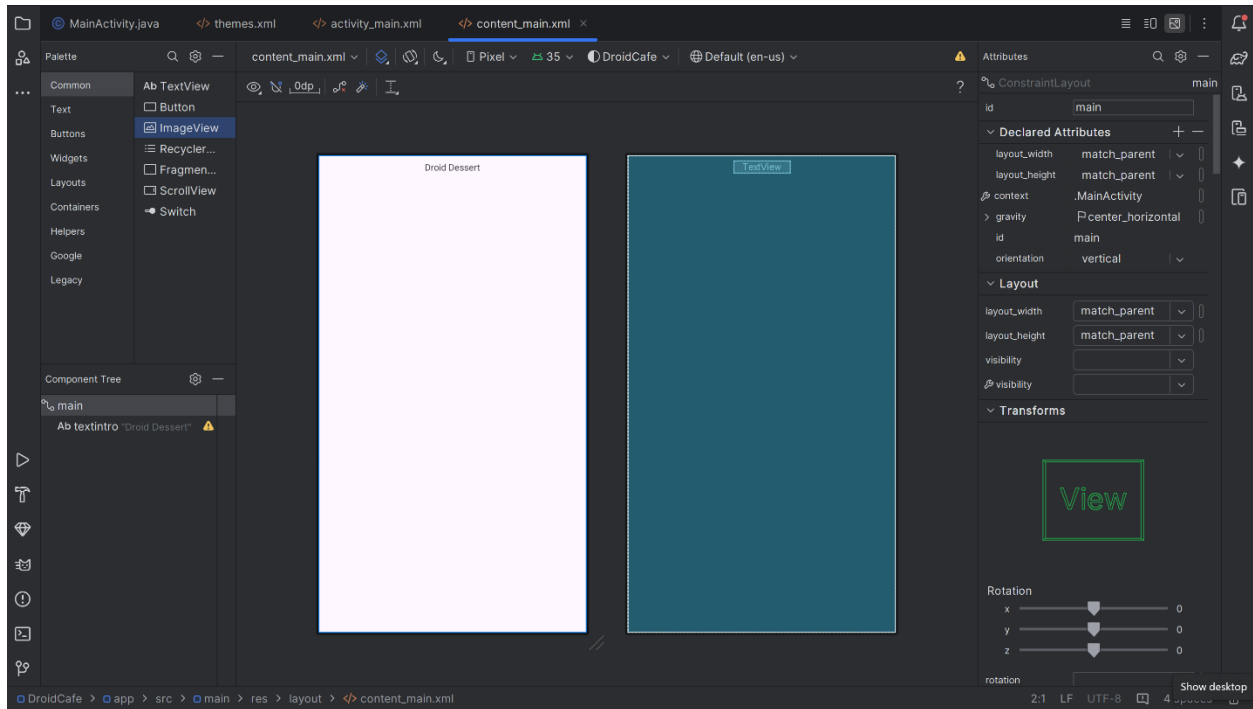 MainActivity.java
</> themes.xml
</> activity_main.xml
</> content_main.xml
Palette
content_main.xml
Pixel
35
DroidCafe
Default (en-us)
Attributes
Common
Text
Buttons
Widgets
Layouts
Containers
Helpers
Google
Legacy
Ab TextView
Button
ImageView
Recycler...
Fragmen...
ScrollView
Switch
0dp
?
Droid Dessert
TextView
ConstraintLayout main
id main
Declared Attributes
layout_width match_parent
layout_height match_parent
context .MainActivity
gravity center_horizontal
id main
orientation vertical
Layout
layout_width match_parent
layout_height match_parent
visibility
visibility
Transforms
View
Rotation
x 0
y 0
z 0
rotation
Component Tree
main
Ab textintro "Droid Dessert"
DroidCafe > app > src > main > res > layout > </> content_main.xml
2:1 LF UTF-8 4
Show desktop